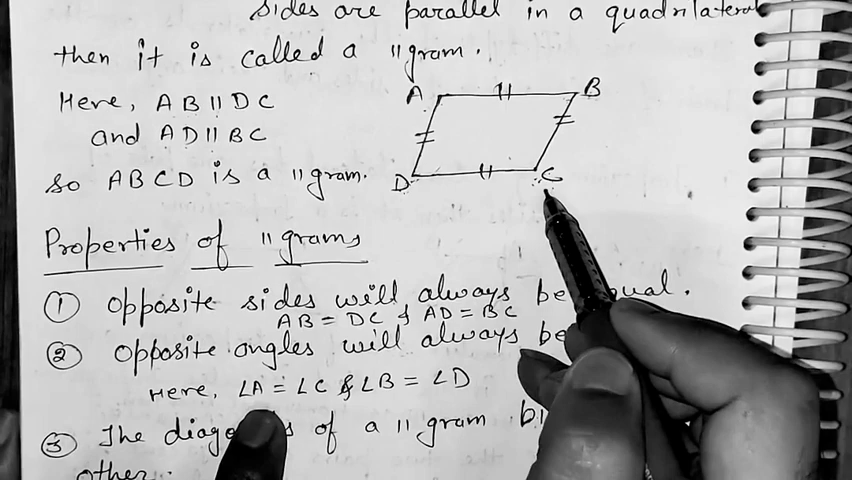 sides are parallel in a quadrilateral
then it is called a ||gram.
Here, AB || DC
and AD || BC
So ABCD is a ||gram.
A B
D C
Properties of ||grams
① Opposite sides will always be equal.
AB = DC & AD = BC
② Opposite angles will always be
Here, ∠A = ∠C & ∠B = ∠D
③ The of a ||gram
other.